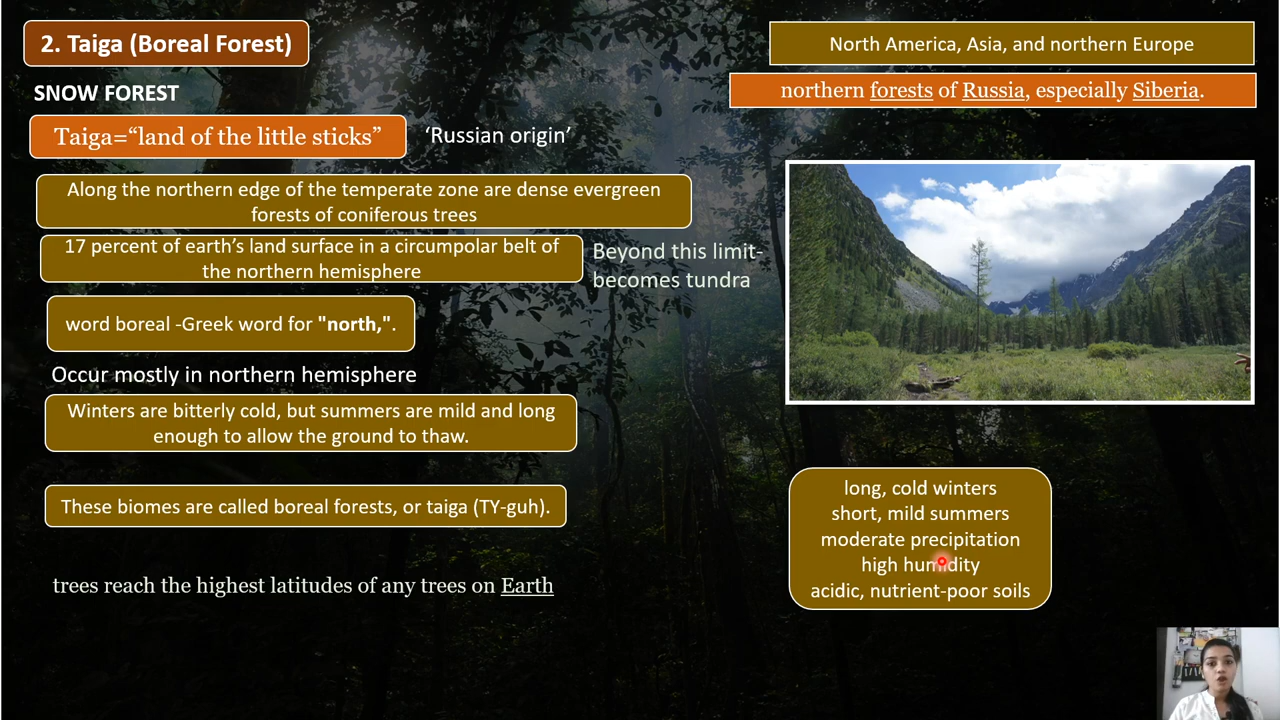 2. Taiga (Boreal Forest)
SNOW FOREST
Taiga=“land of the little sticks”
‘Russian origin’
Along the northern edge of the temperate zone are dense evergreen
forests of coniferous trees
17 percent of earth’s land surface in a circumpolar belt of
the northern hemisphere
Beyond this limit-
becomes tundra
word boreal -Greek word for "north,".
Occur mostly in northern hemisphere
Winters are bitterly cold, but summers are mild and long
enough to allow the ground to thaw.
These biomes are called boreal forests, or taiga (TY-guh).
trees reach the highest latitudes of any trees on Earth
North America, Asia, and northern Europe
northern forests of Russia, especially Siberia.
long, cold winters
short, mild summers
moderate precipitation
high humidity
acidic, nutrient-poor soils